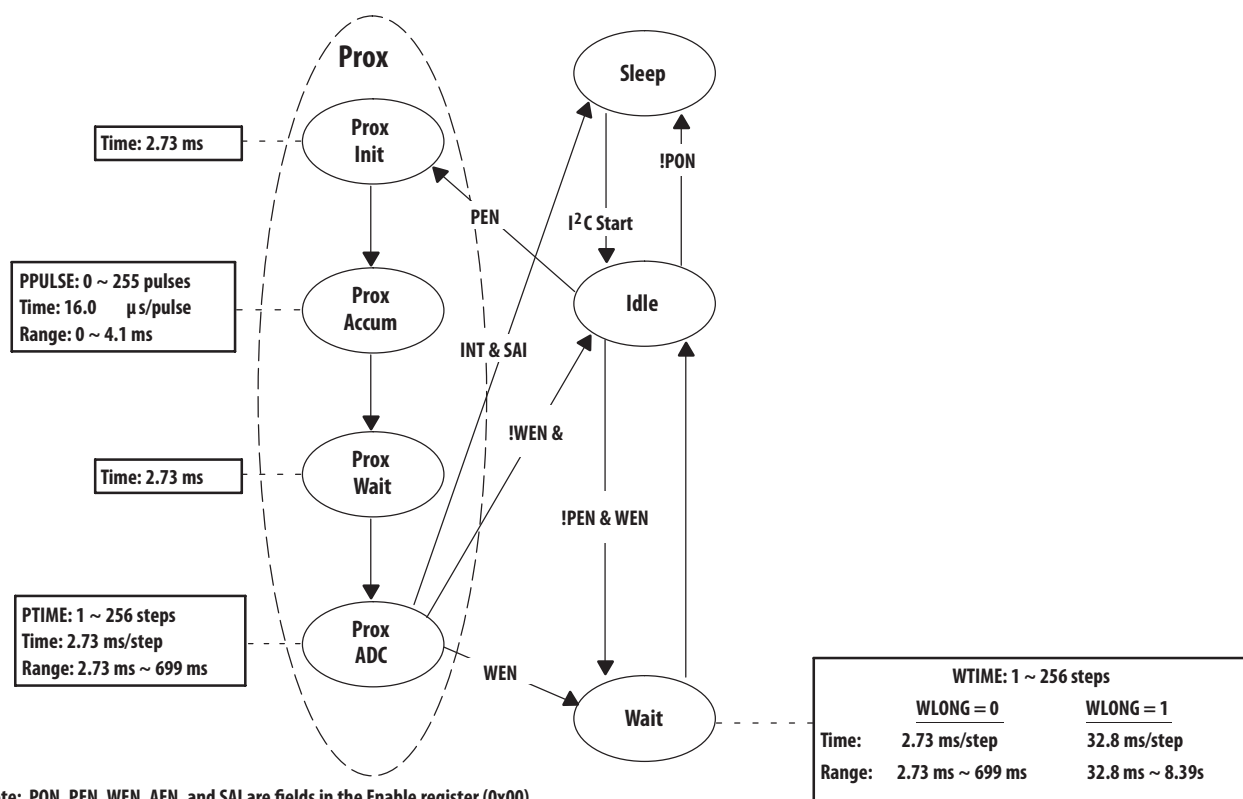 Prox
Sleep
Prox
Init
Time: 2.73 ms
!PON
PEN
I²C Start
PPULSE: 0 ~ 255 pulses
Time: 16.0 μs/pulse
Range: 0 ~ 4.1 ms
Prox
Accum
Idle
INT & SAI
!WEN &
Prox
Wait
Time: 2.73 ms
!PEN & WEN
PTIME: 1 ~ 256 steps
Time: 2.73 ms/step
Range: 2.73 ms ~ 699 ms
Prox
ADC
WEN
Wait
WTIME: 1 ~ 256 steps
WLONG = 0 WLONG = 1
Time: 2.73 ms/step 32.8 ms/step
Range: 2.73 ms ~ 699 ms 32.8 ms ~ 8.39s
PON, PEN, WEN, AEN, and SAI are fields in the Enable register (0x00)